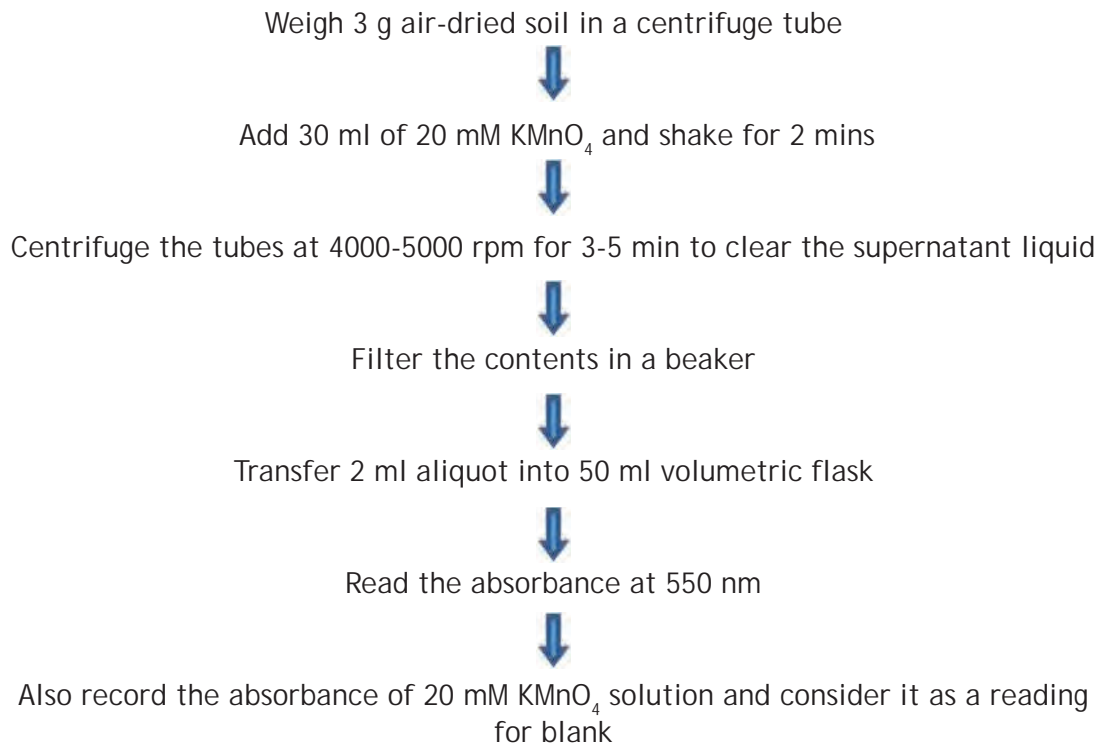 Weigh 3 g air-dried soil in a centrifuge tube
Add 30 ml of 20 mM KMnO₄ and shake for 2 mins
Centrifuge the tubes at 4000-5000 rpm for 3-5 min to clear the supernatant liquid
Filter the contents in a beaker
Transfer 2 ml aliquot into 50 ml volumetric flask
Read the absorbance at 550 nm
Also record the absorbance of 20 mM KMnO₄ solution and consider it as a reading
for blank